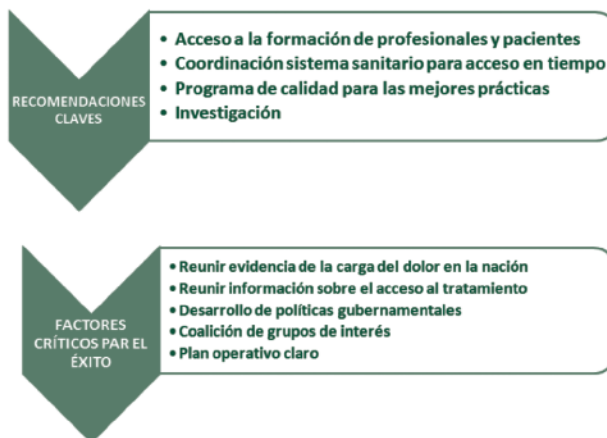 RECOMENDACIONES
CLAVES
• Acceso a la formación de profesionales y pacientes
• Coordinación sistema sanitario para acceso en tiempo
• Programa de calidad para las mejores prácticas
• Investigación
FACTORES
CRÍTICOS PAR EL
ÉXITO
• Reunir evidencia de la carga del dolor en la nación
• Reunir información sobre el acceso al tratamiento
• Desarrollo de políticas gubernamentales
• Coalición de grupos de interés
• Plan operativo claro